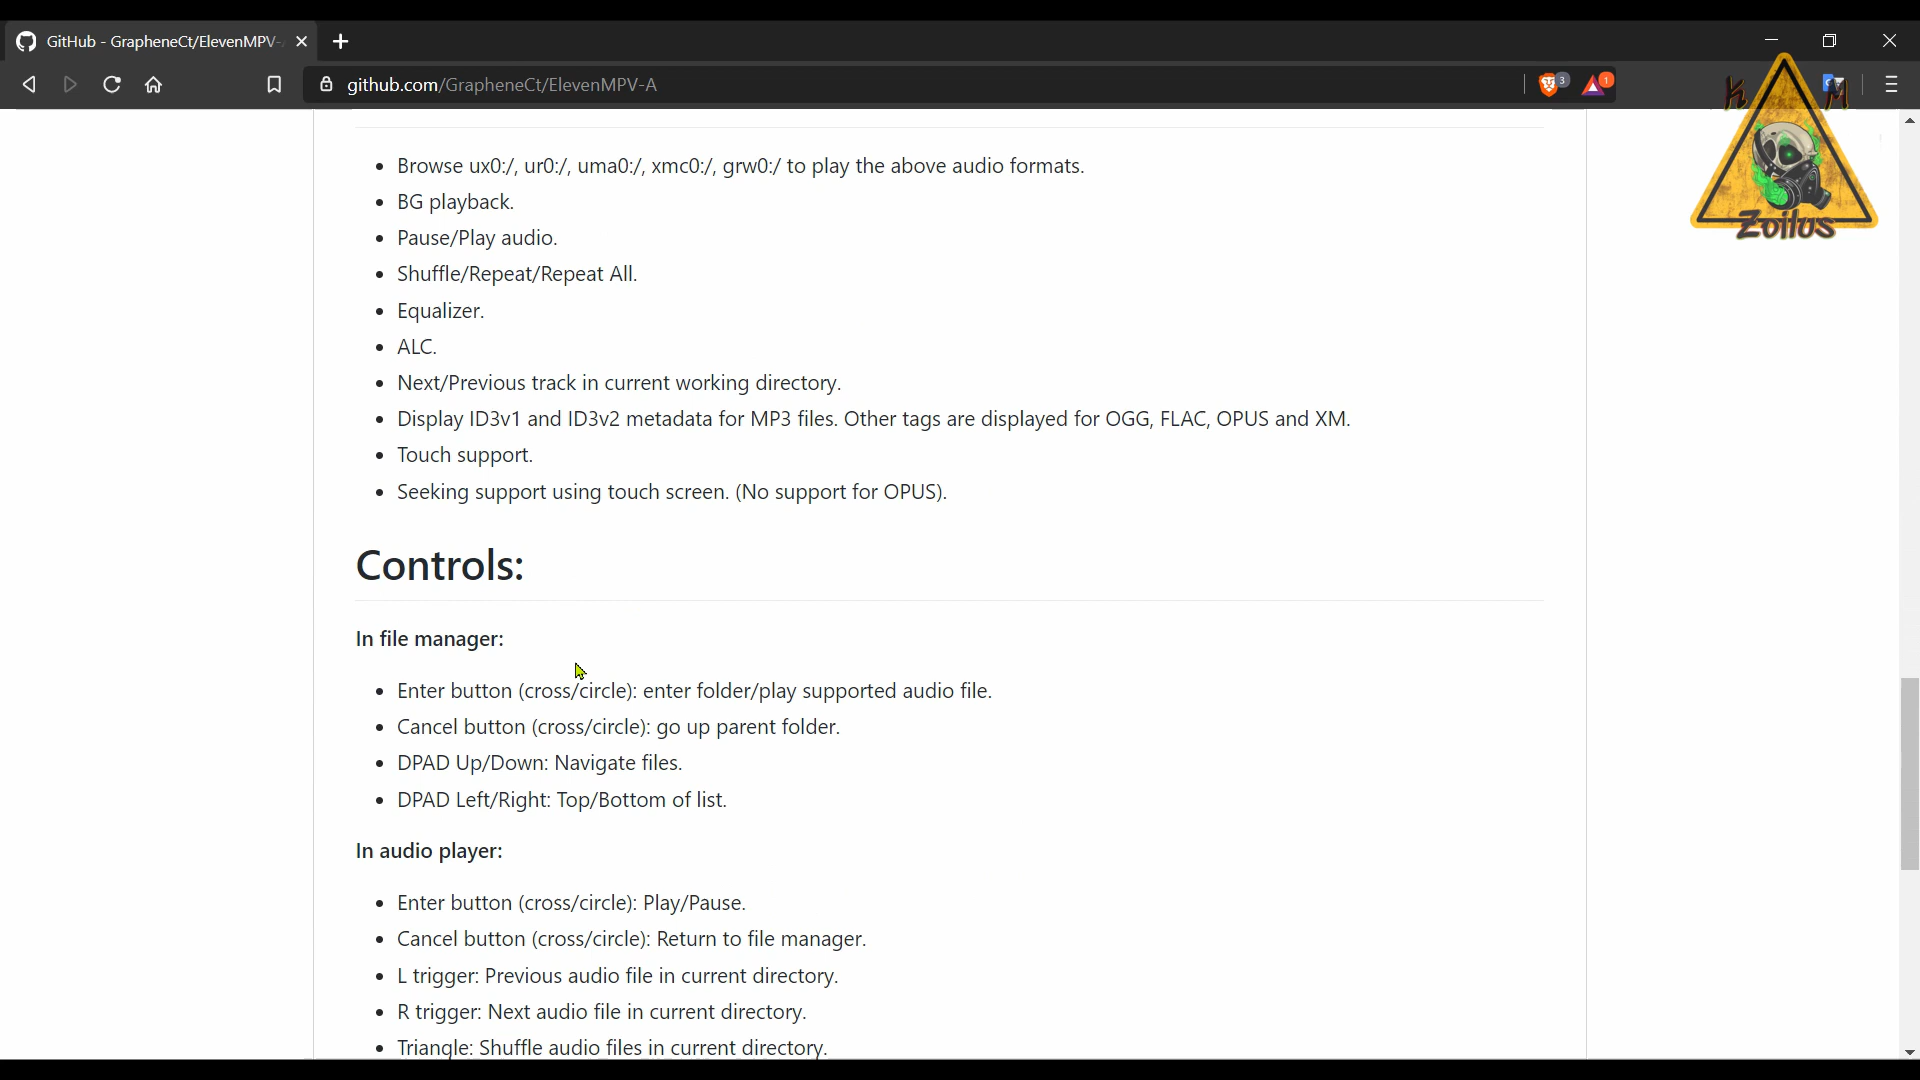 GitHub - GrapheneCt/ElevenMPV-
github.com/GrapheneCt/ElevenMPV-A
3
1
K M
Zoilus
Browse ux0:/, ur0:/, uma0:/, xmc0:/, grw0:/ to play the above audio formats.
BG playback.
Pause/Play audio.
Shuffle/Repeat/Repeat All.
Equalizer.
ALC.
Next/Previous track in current working directory.
Display ID3v1 and ID3v2 metadata for MP3 files. Other tags are displayed for OGG, FLAC, OPUS and XM.
Touch support.
Seeking support using touch screen. (No support for OPUS).
Controls:
In file manager:
Enter button (cross/circle): enter folder/play supported audio file.
Cancel button (cross/circle): go up parent folder.
DPAD Up/Down: Navigate files.
DPAD Left/Right: Top/Bottom of list.
In audio player:
Enter button (cross/circle): Play/Pause.
Cancel button (cross/circle): Return to file manager.
L trigger: Previous audio file in current directory.
R trigger: Next audio file in current directory.
Triangle: Shuffle audio files in current directory.